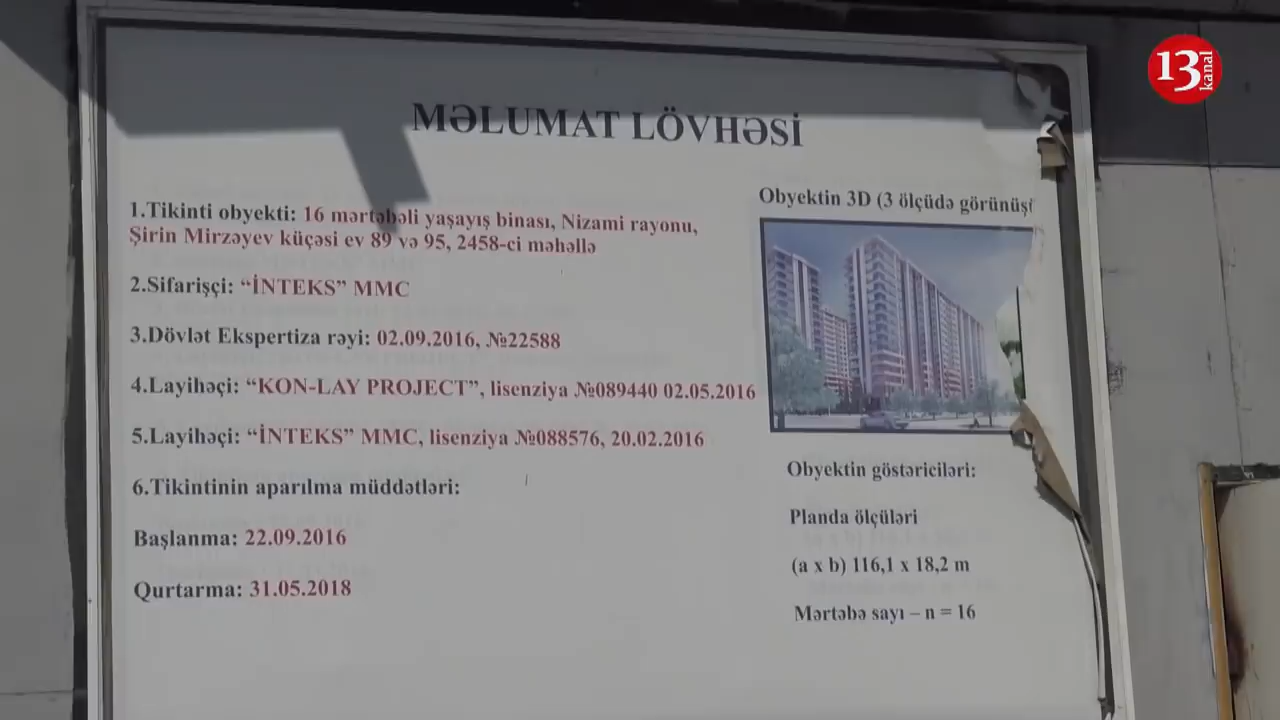 13
kanal
MƏLUMAT LÖVHƏSİ
1.Tikinti obyekti: 16 mərtəbəli yaşayış binası, Nizami rayonu,
Şirin Mirzəyev küçəsi ev 89 və 95, 2458-ci məhəllə
2.Sifarişçi: “İNTEKS” MMC
3.Dövlət Ekspertiza rəyi: 02.09.2016, №22588
4.Layihəçi: “KON-LAY PROJECT”, lisenziya №089440 02.05.2016
5.Layihəçi: “İNTEKS” MMC, lisenziya №088576, 20.02.2016
6.Tikintinin aparılma müddətləri:
Başlanma: 22.09.2016
Qurtarma: 31.05.2018
Obyektin 3D (3 ölçüdə görünüşü
Obyektin göstəriciləri:
Planda ölçüləri
(a x b) 116,1 x 18,2 m
Mərtəbə sayı – n = 16